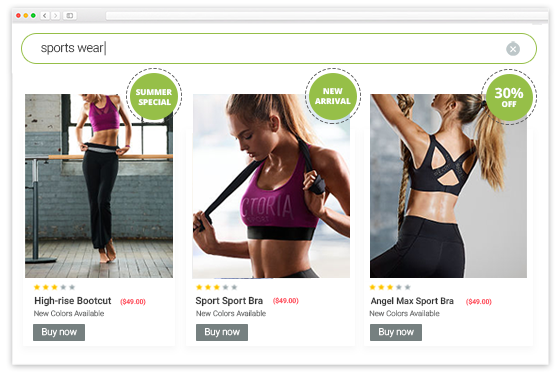 sports wear
SUMMER
SPECIAL
NEW
ARRIVAL
30%
OFF
CTORIA
High-rise Bootcut ($49.00)
New Colors Available
Buy now
Sport Sport Bra ($49.00)
New Colors Available
Buy now
Angel Max Sport Bra ($49.00)
New Colors Available
Buy now